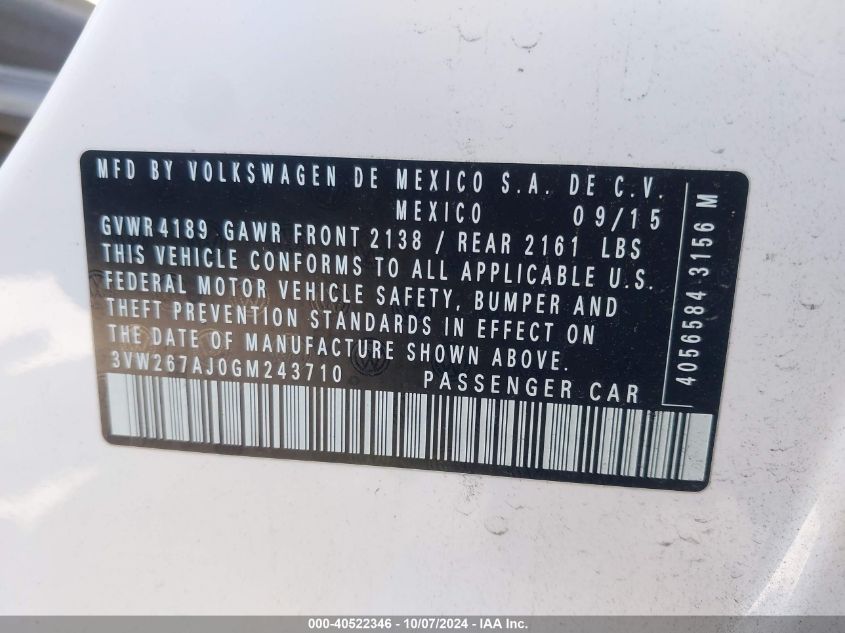 MFD BY VOLKSWAGEN DE MEXICO S.A. DE C.V.
MEXICO 09/15
GVWR 4189 GAWR FRONT 2138 / REAR 2161 LBS
THIS VEHICLE CONFORMS TO ALL APPLICABLE U.S.
FEDERAL MOTOR VEHICLE SAFETY, BUMPER AND
THEFT PREVENTION STANDARDS IN EFFECT ON
THE DATE OF MANUFACTURE SHOWN ABOVE.
3VW267AJ0GM243710 PASSENGER CAR
4056584 3156 M
000-40522346 - 10/07/2024 - IAA Inc.